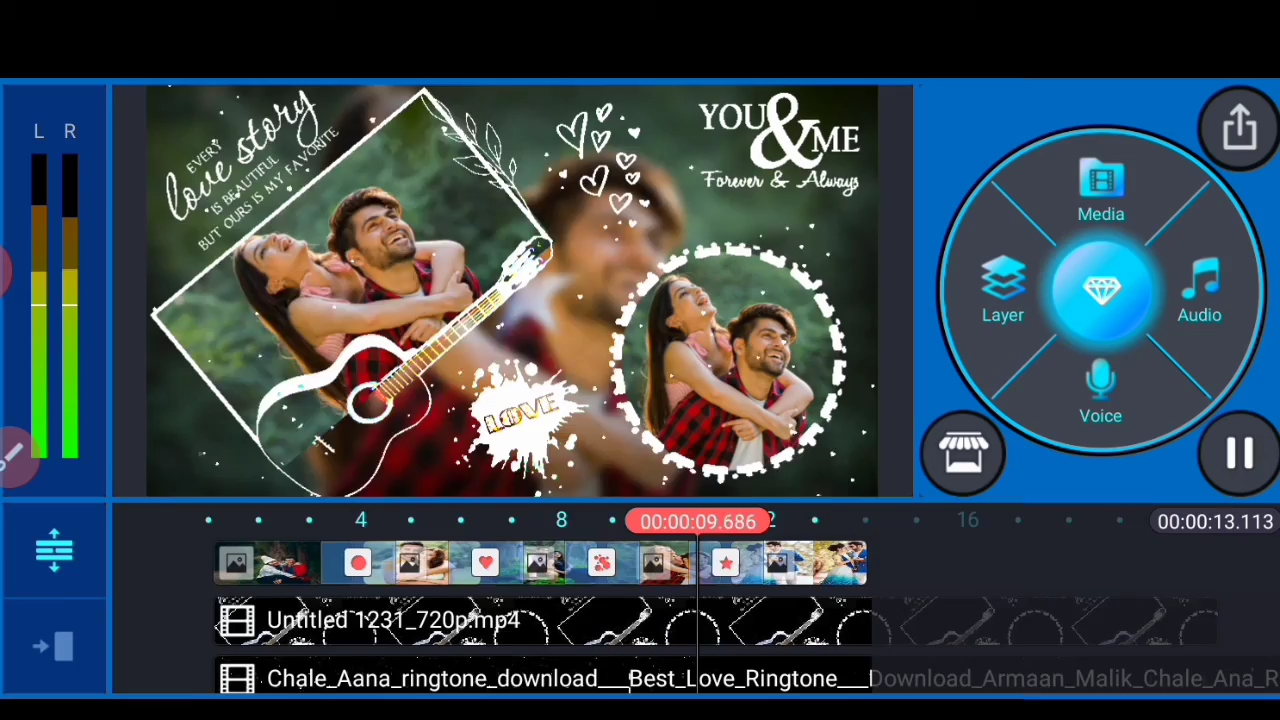 L R
EVERY
love story
IS BEAUTIFUL
BUT OURS IS MY FAVORITE
YOU & ME
Forever & Always
LOVE
Media
Layer
Audio
Voice
4
8
00:00:09.686
2
16
00:00:13.113
Untitled 1231_720p.mp4
Chale_Aana_ringtone_download___Best_Love_Ringtone___Download_Armaan_Malik_Chale_Ana_R